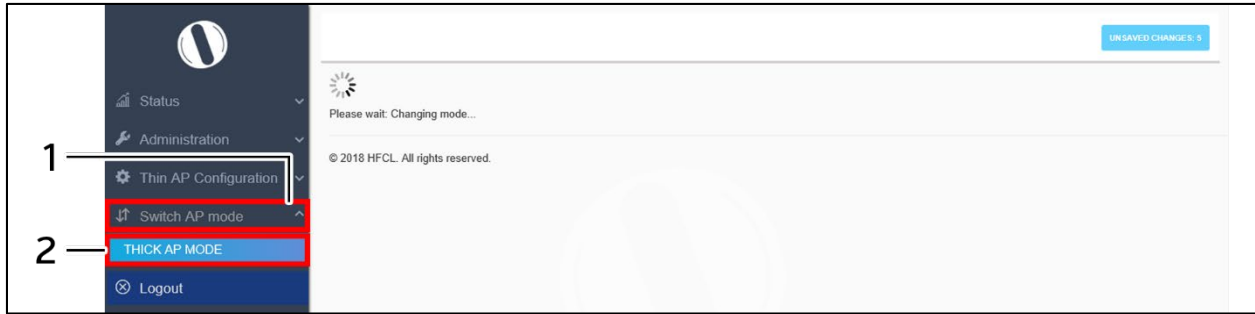 UNSAVED CHANGES: 5
Status
Please wait: Changing mode...
Administration
1
© 2018 HFCL. All rights reserved.
Thin AP Configuration
Switch AP mode
2
THICK AP MODE
Logout